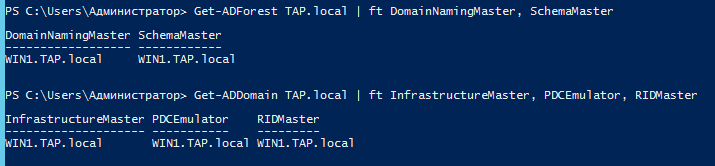 PS C:\Users\Администратор> Get-ADForest TAP.local | ft DomainNamingMaster, SchemaMaster
DomainNamingMaster SchemaMaster
------------------ ------------
WIN1.TAP.local     WIN1.TAP.local
PS C:\Users\Администратор> Get-ADDomain TAP.local | ft InfrastructureMaster, PDCEmulator, RIDMaster
InfrastructureMaster PDCEmulator    RIDMaster
-------------------- -----------    ---------
WIN1.TAP.local       WIN1.TAP.local WIN1.TAP.local